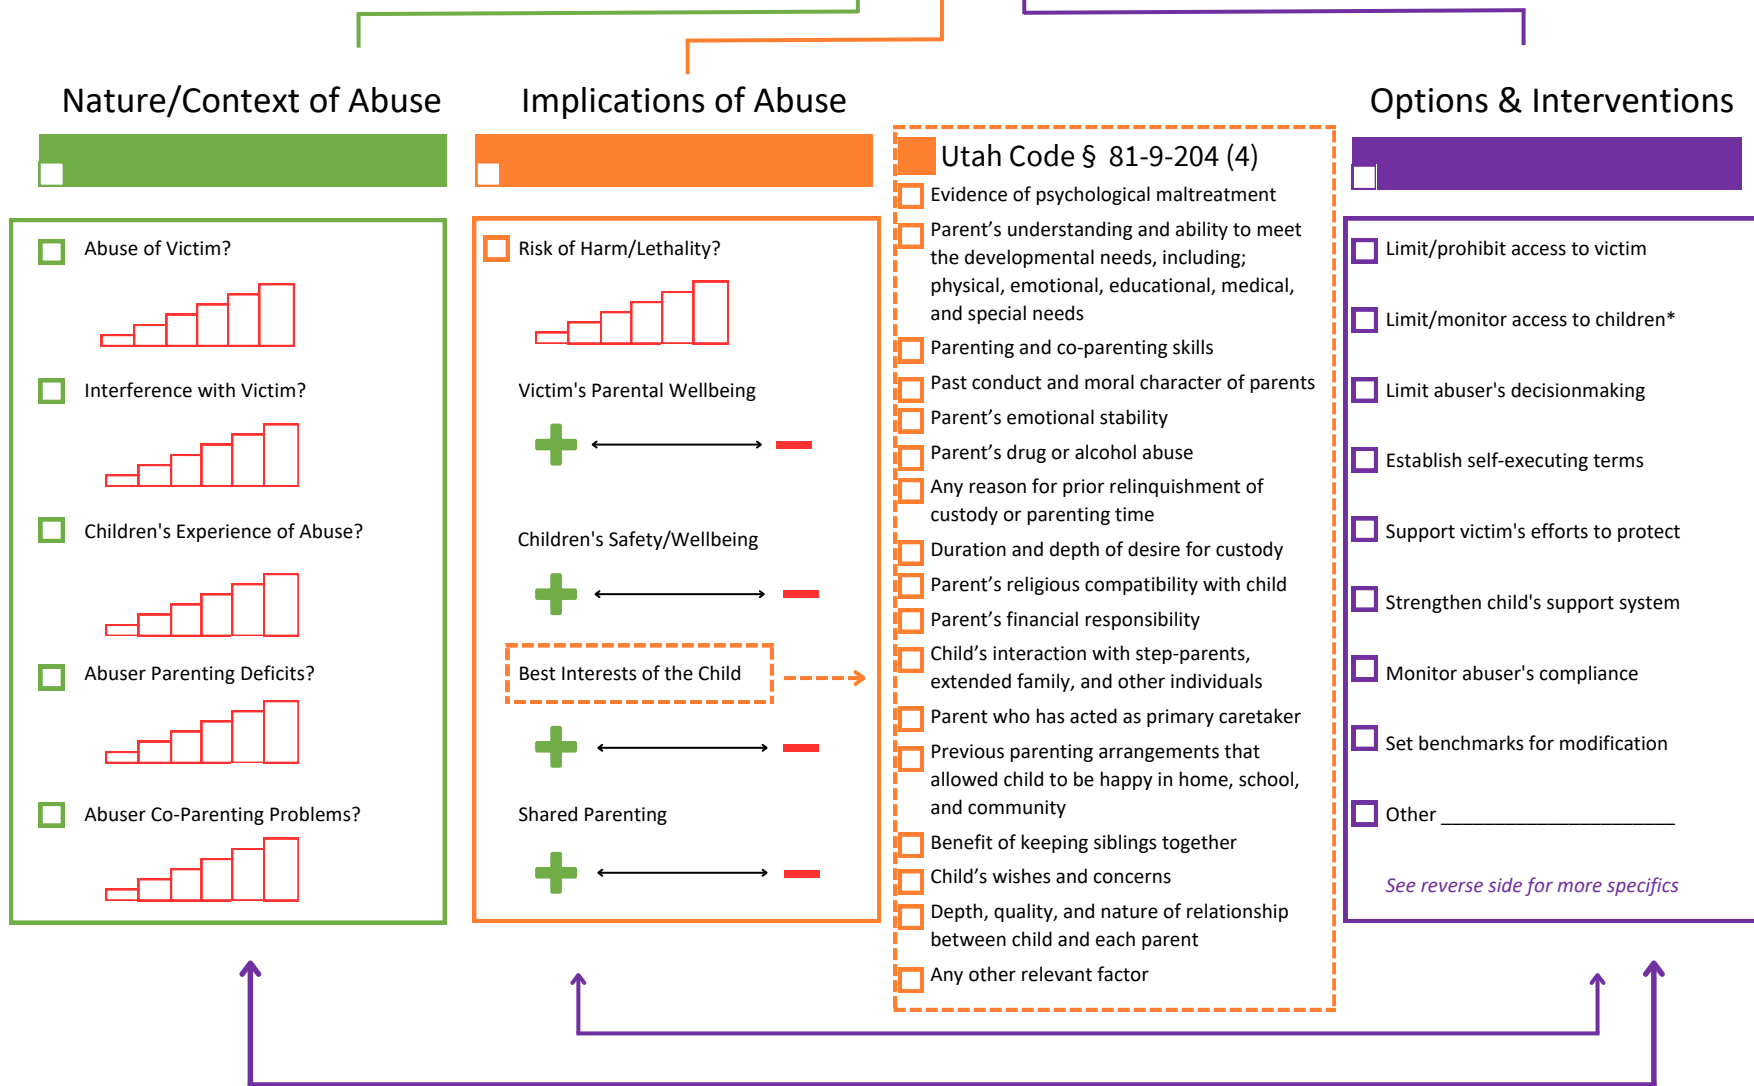 Nature/Context of Abuse
Abuse of Victim?
Interference with Victim?
Children's Experience of Abuse?
Abuser Parenting Deficits?
Abuser Co-Parenting Problems?
Implications of Abuse
Risk of Harm/Lethality?
Victim's Parental Wellbeing
Children's Safety/Wellbeing
Best Interests of the Child
Shared Parenting
Utah Code § 81-9-204 (4)
Evidence of psychological maltreatment
Parent’s understanding and ability to meet
the developmental needs, including;
physical, emotional, educational, medical,
and special needs
Parenting and co-parenting skills
Past conduct and moral character of parents
Parent’s emotional stability
Parent’s drug or alcohol abuse
Any reason for prior relinquishment of
custody or parenting time
Duration and depth of desire for custody
Parent’s religious compatibility with child
Parent’s financial responsibility
Child’s interaction with step-parents,
extended family, and other individuals
Parent who has acted as primary caretaker
Previous parenting arrangements that
allowed child to be happy in home, school,
and community
Benefit of keeping siblings together
Child’s wishes and concerns
Depth, quality, and nature of relationship
between child and each parent
Any other relevant factor
Options & Interventions
Limit/prohibit access to victim
Limit/monitor access to children*
Limit abuser's decisionmaking
Establish self-executing terms
Support victim's efforts to protect
Strengthen child's support system
Monitor abuser's compliance
Set benchmarks for modification
Other ______________________
See reverse side for more specifics